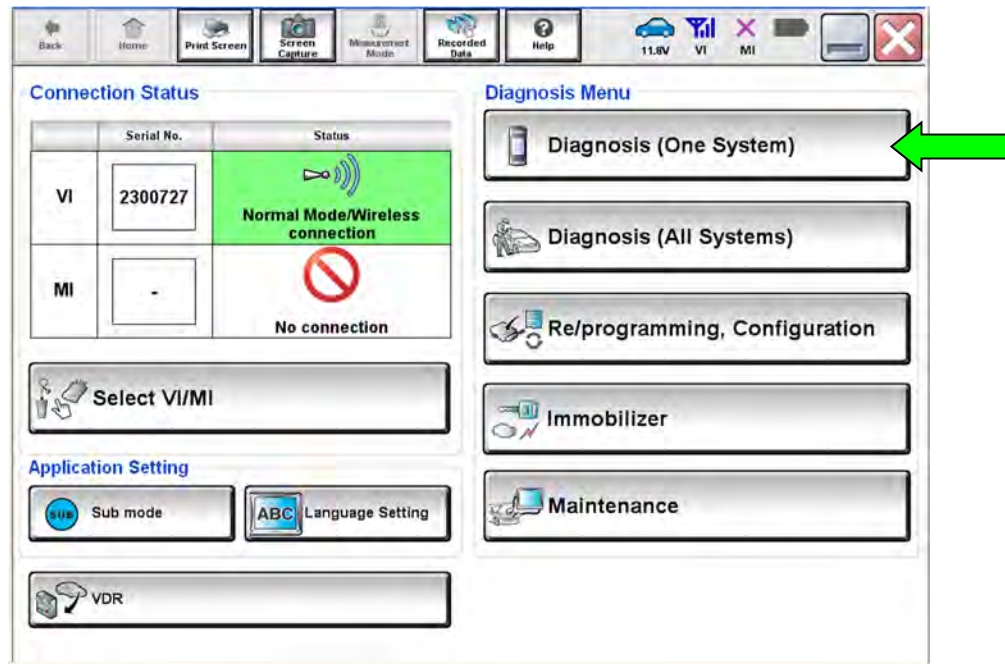 Back
Home
Print Screen
Screen
Capture
Measurement
Mode
Recorded
Data
Help
11.8V
VI
MI
Connection Status
Serial No.
Status
VI
2300727
Normal Mode/Wireless
connection
MI
-
No connection
Select VI/MI
Application Setting
SUB
Sub mode
ABC
Language Setting
VDR
Diagnosis Menu
Diagnosis (One System)
Diagnosis (All Systems)
Re/programming, Configuration
Immobilizer
Maintenance